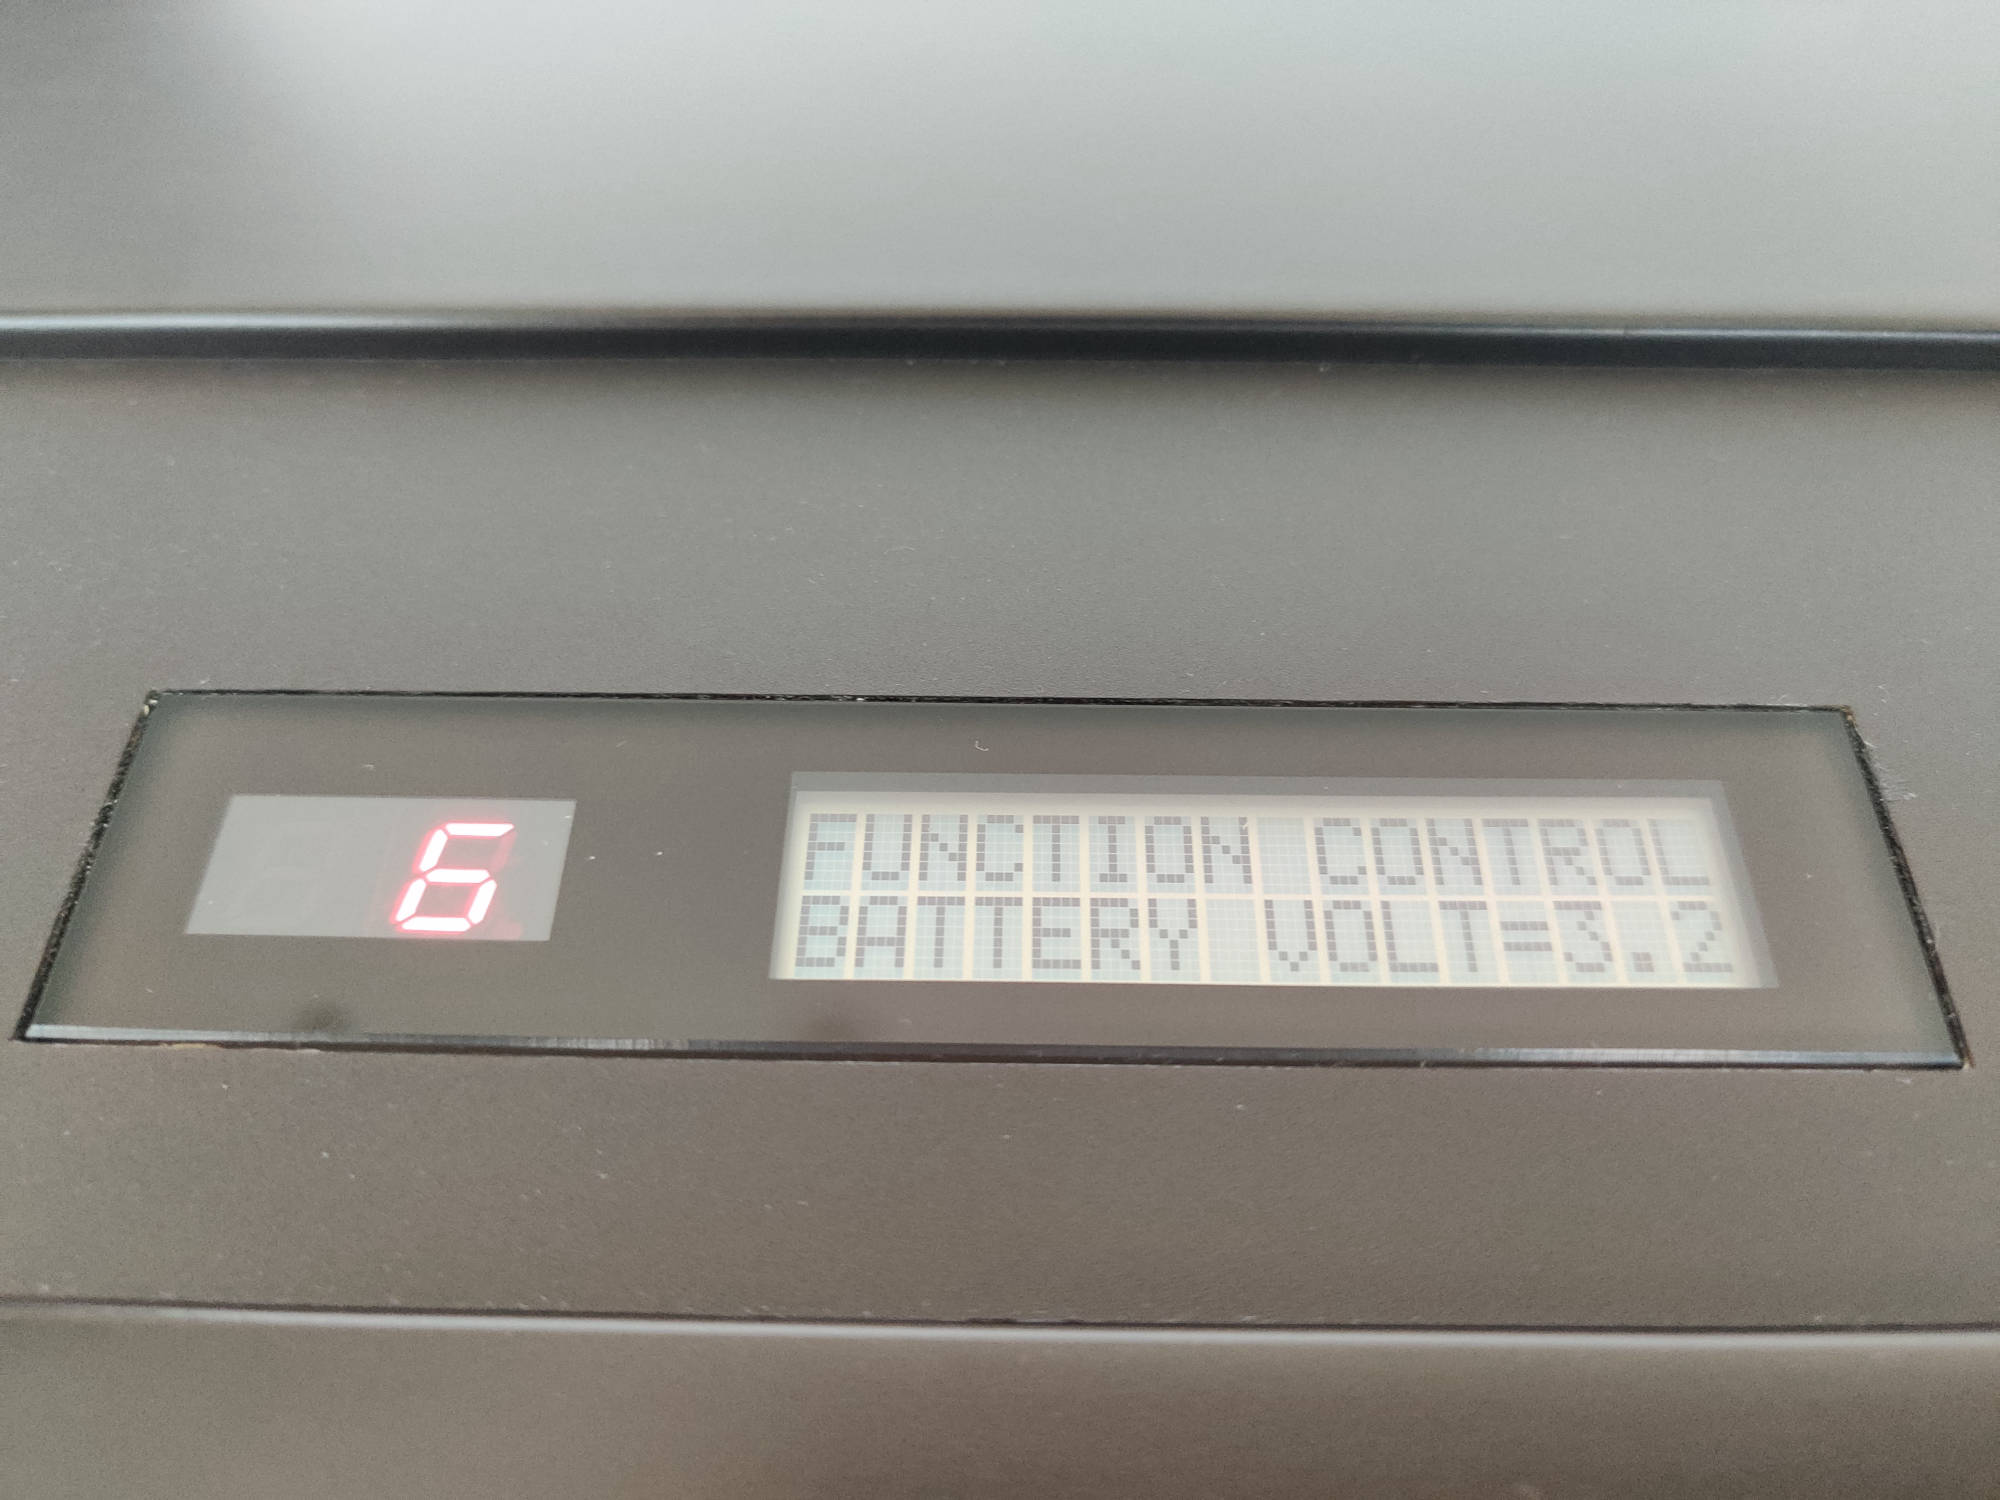 6
FUNCTION CONTROL
BATTERY VOLT=3.2